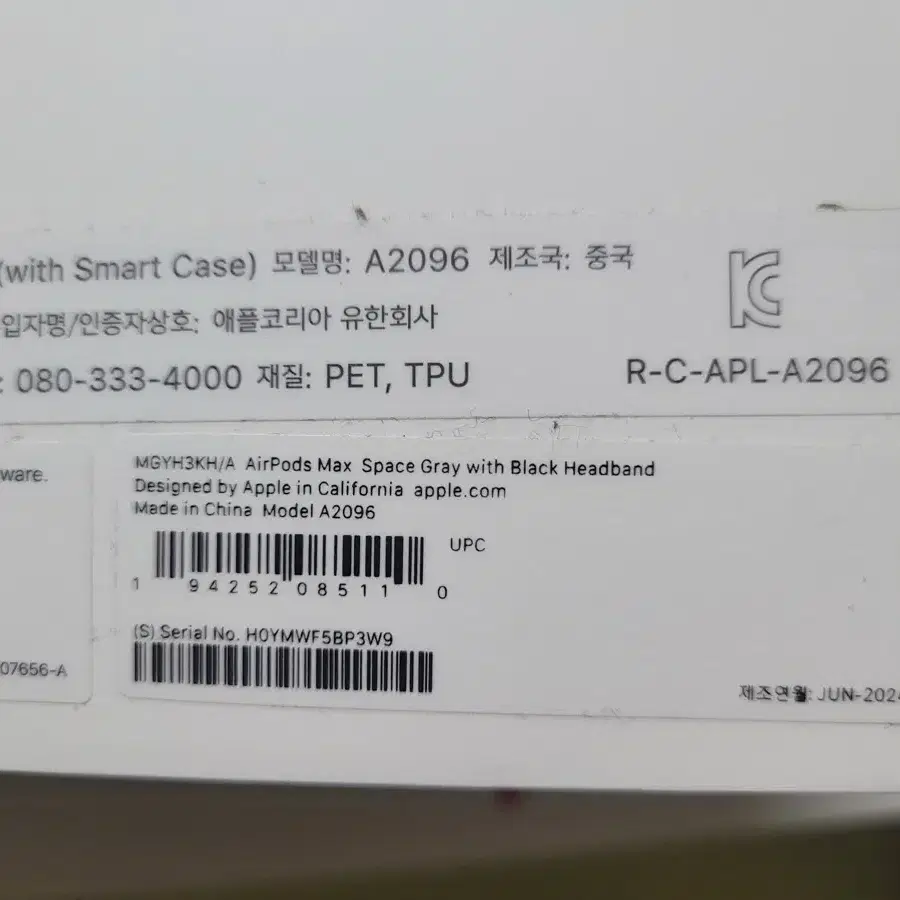 (with Smart Case) 모델명: A2096 제조국: 중국
입자명/인증자상호: 애플코리아 유한회사
: 080-333-4000 재질: PET, TPU
R-C-APL-A2096
ware.
07656-A
MGYH3KH/A AirPods Max Space Gray with Black Headband
Designed by Apple in California apple.com
Made in China Model A2096
UPC
1 94252 08511 0
(S) Serial No. H0YMWF5BP3W9
제조연월: JUN-2024